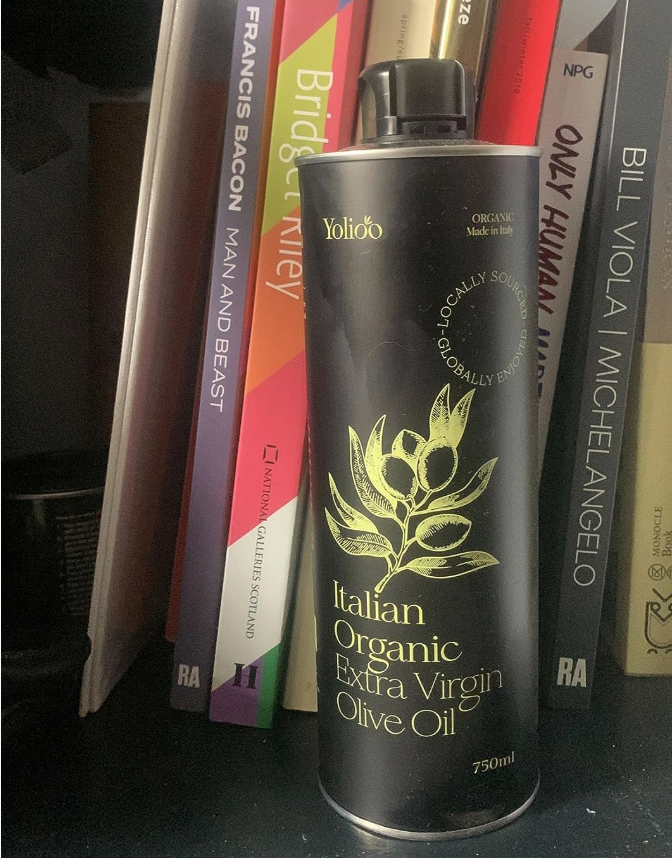 FRANCIS BACON MAN AND BEAST
RA
Bridget Riley
NATIONAL GALLERIES SCOTLAND
H
Yolioo
ORGANIC
Made in Italy
LOCALLY SOURCED
GLOBALLY ENJOY
Italian
Organic
Extra Virgin
Olive Oil
750ml
NPG
ONLY HUMAN
BILL VIOLA | MICHELANGELO
RA
MONOCLE
Book